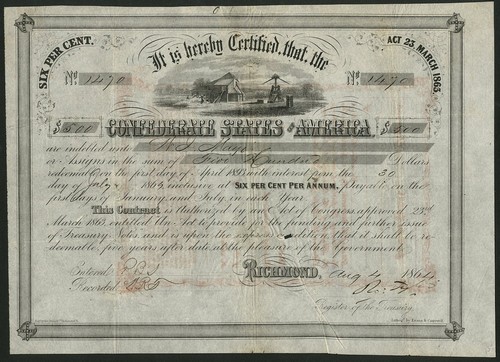 SIX PER CENT.
It is hereby Certified, that the
ACT 23, MARCH 1863.
No. 1470
No. 1470
$500
CONFEDERATE STATES OF AMERICA,
$500
are indebted unto
or Assigns in the sum of Five Hundred Dollars
redeemable on the first day of April 1893 with interest from the 30
day of July 1864, inclusive at SIX PER CENT PER ANNUM, payable on the
first days of January and July in each Year
This Contract is Authorized by an Act of Congress, approved 23rd
March 1863, entitled "An Act to provide for the funding and further issue
of Treasury Notes and is upon the express condition that it shall be re-
deemable five years after date at the pleasure of the Government
Entered
Recorded
RICHMOND, Aug 4 1864
Register of the Treasury